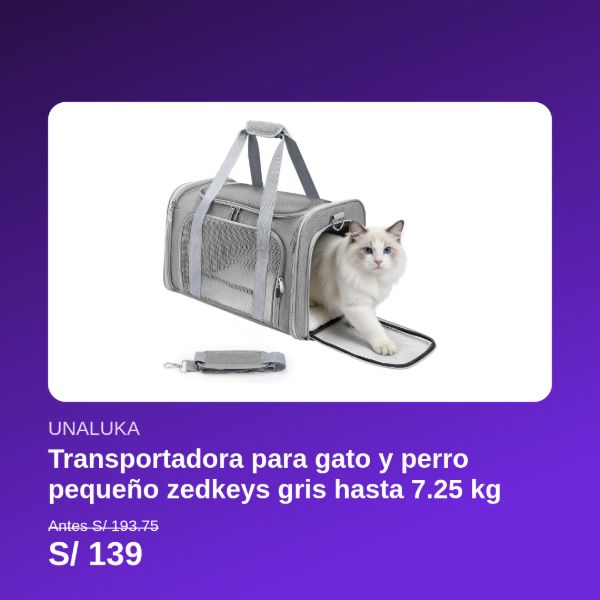 UNALUKA
Transportadora para gato y perro
pequeño zedkeys gris hasta 7.25 kg
Antes S/ 193.75
S/ 139